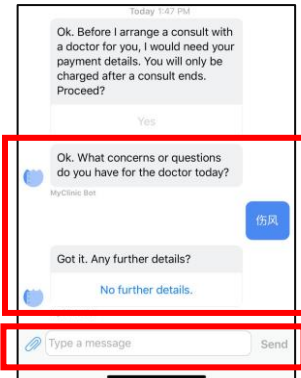 Today 1:47 PM
Ok. Before I arrange a consult with
a doctor for you, I would need your
payment details. You will only be
charged after a consult ends.
Proceed?
Yes
Ok. What concerns or questions
do you have for the doctor today?
MyClinic Bot
伤风
Got it. Any further details?
No further details.
Type a message
Send